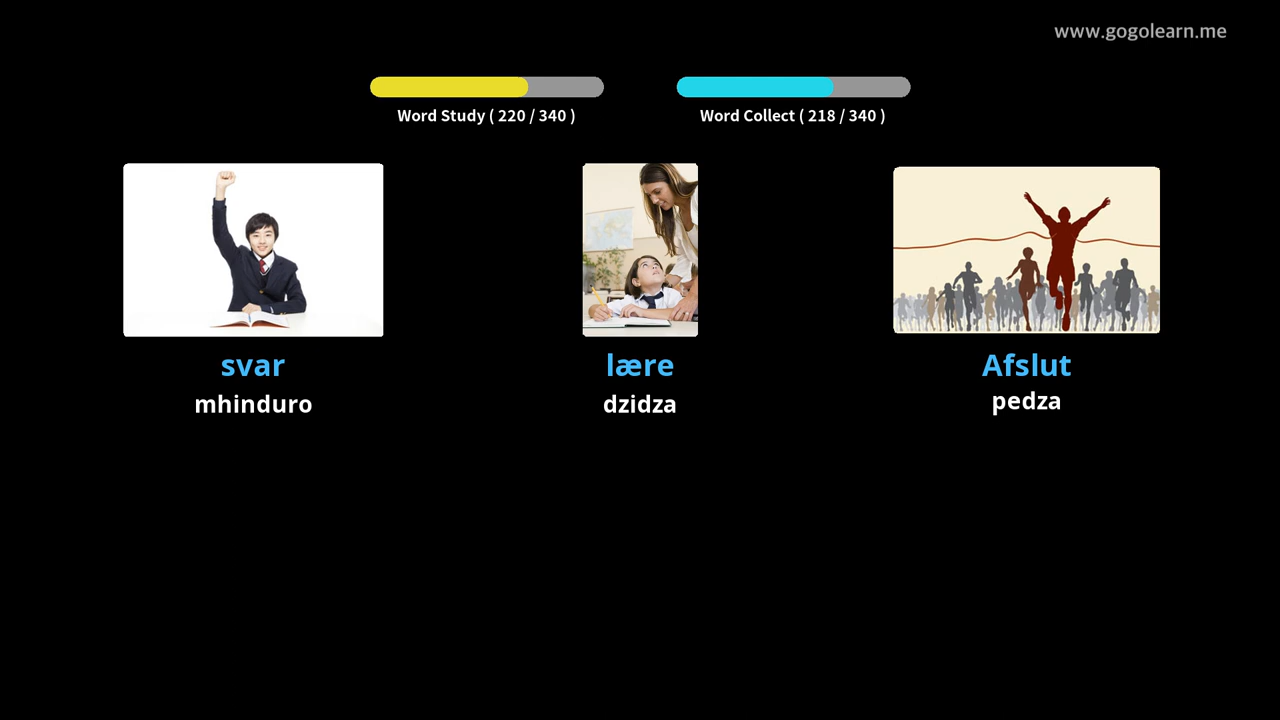 www.gogolearn.me
Word Study ( 220 / 340 )
Word Collect ( 218 / 340 )
svar
mhinduro
lære
dzidza
Afslut
pedza